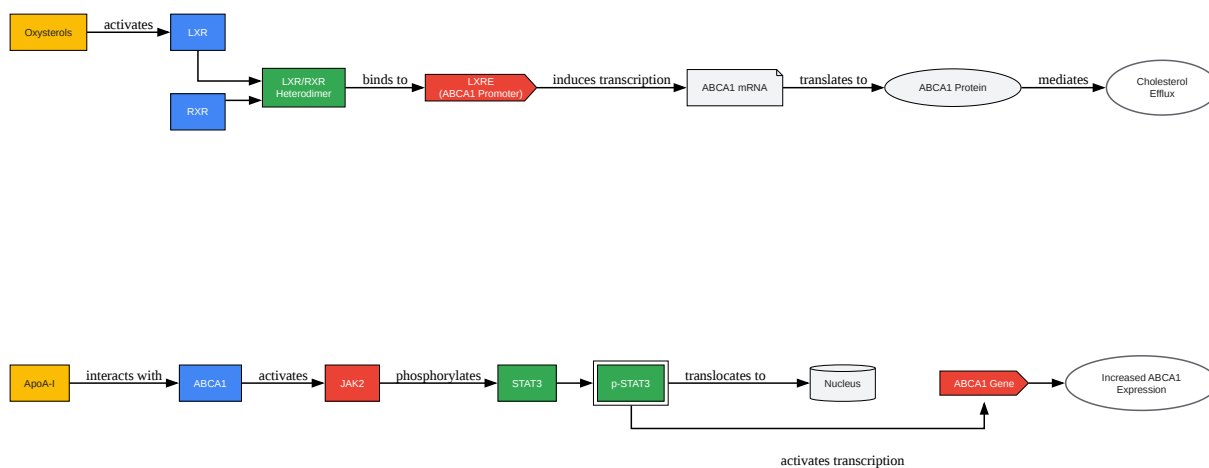 Oxysterols
activates
LXR
RXR
LXR/RXR
Heterodimer
binds to
LXRE
(ABCA1 Promoter)
induces transcription
ABCA1 mRNA
translates to
ABCA1 Protein
mediates
Cholesterol
Efflux
ApoA-I
interacts with
ABCA1
activates
JAK2
phosphorylates
STAT3
p-STAT3
translocates to
Nucleus
ABCA1 Gene
Increased ABCA1
Expression
activates transcription